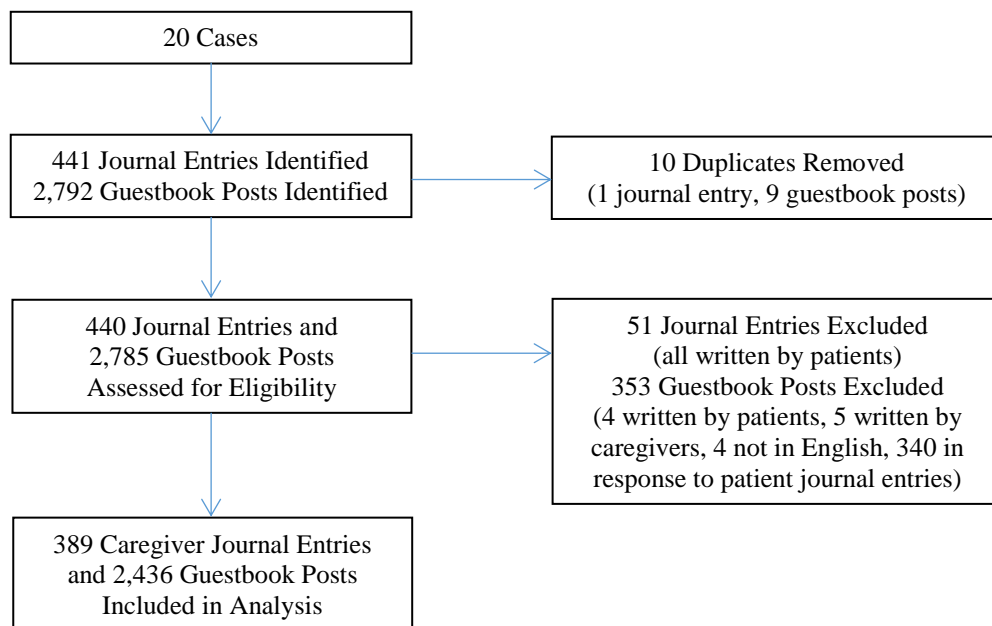 20 Cases
441 Journal Entries Identified
2,792 Guestbook Posts Identified
10 Duplicates Removed
(1 journal entry, 9 guestbook posts)
440 Journal Entries and
2,785 Guestbook Posts
Assessed for Eligibility
51 Journal Entries Excluded
(all written by patients)
353 Guestbook Posts Excluded
(4 written by patients, 5 written by
caregivers, 4 not in English, 340 in
response to patient journal entries)
389 Caregiver Journal Entries
and 2,436 Guestbook Posts
Included in Analysis